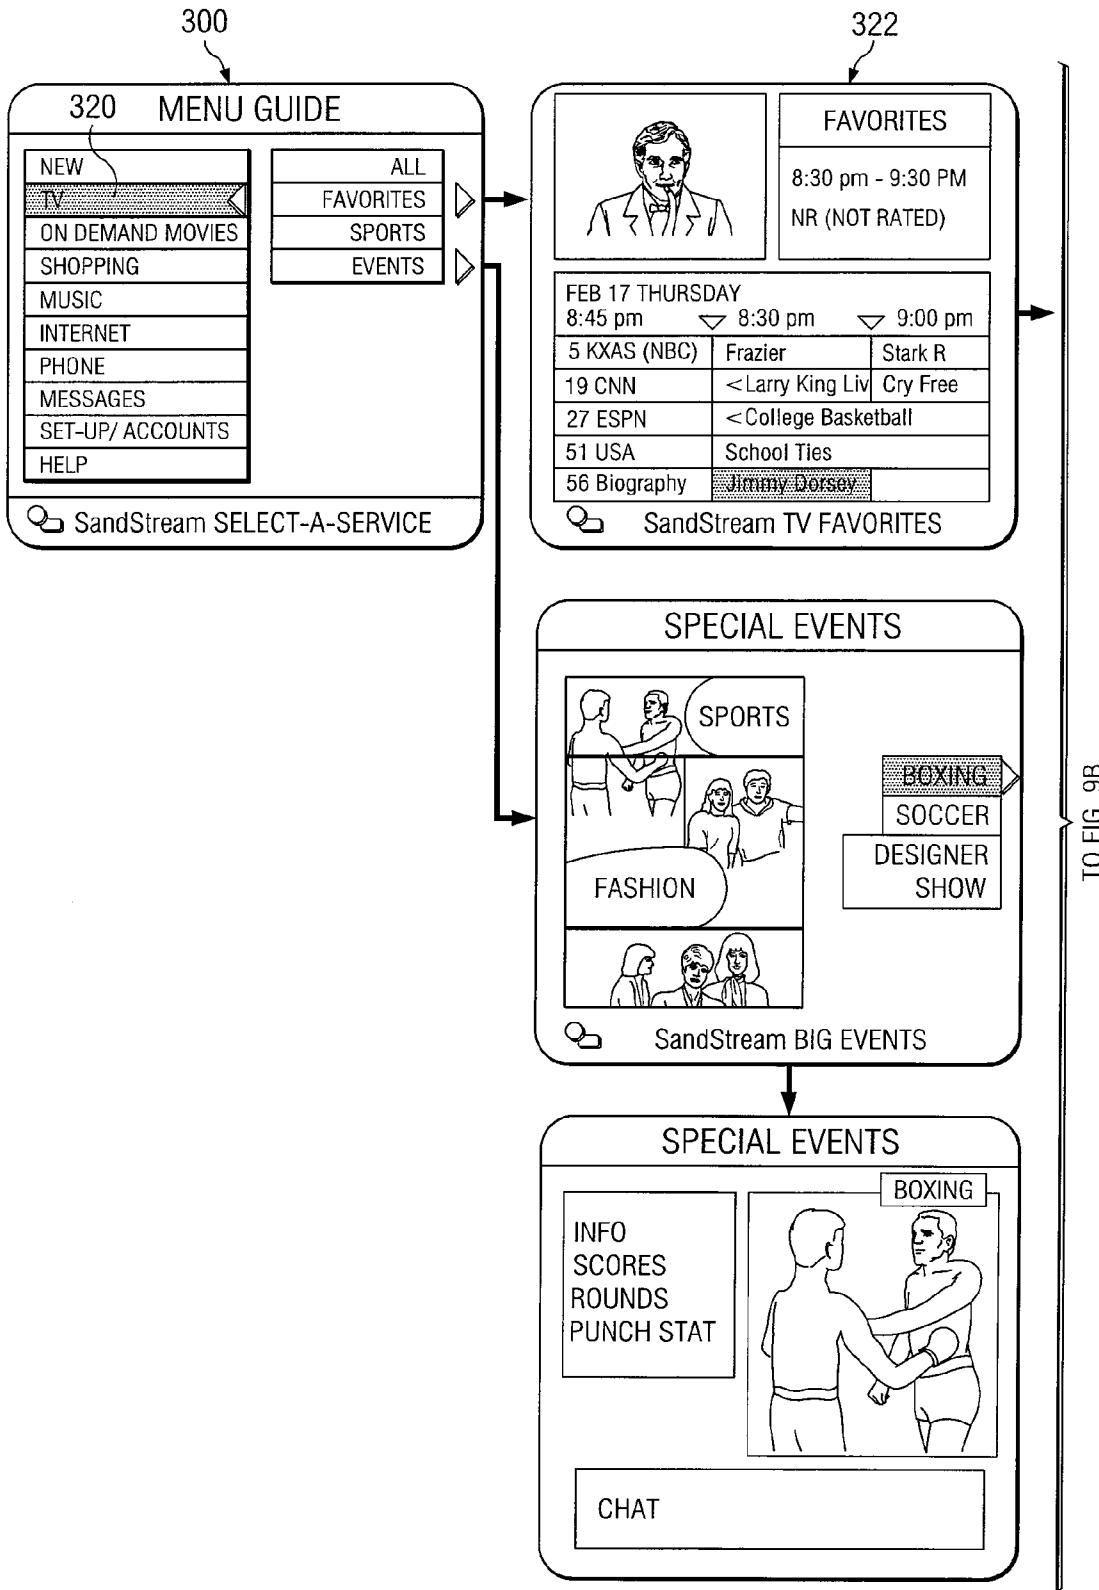 300
320
MENU GUIDE
NEW
TV
ON DEMAND MOVIES
SHOPPING
MUSIC
INTERNET
PHONE
MESSAGES
SET-UP/ ACCOUNTS
HELP
ALL
FAVORITES
SPORTS
EVENTS
SandStream SELECT-A-SERVICE
322
FAVORITES
8:30 pm - 9:30 PM
NR (NOT RATED)
FEB 17 THURSDAY
8:45 pm 8:30 pm 9:00 pm
5 KXAS (NBC) Frazier Stark R
19 CNN <Larry King Liv Cry Free
27 ESPN <College Basketball
51 USA School Ties
56 Biography Jimmy Dorsey
SandStream TV FAVORITES
SPECIAL EVENTS
SPORTS
FASHION
BOXING
SOCCER
DESIGNER
SHOW
SandStream BIG EVENTS
SPECIAL EVENTS
BOXING
INFO
SCORES
ROUNDS
PUNCH STAT
CHAT
TO FIG. 9B